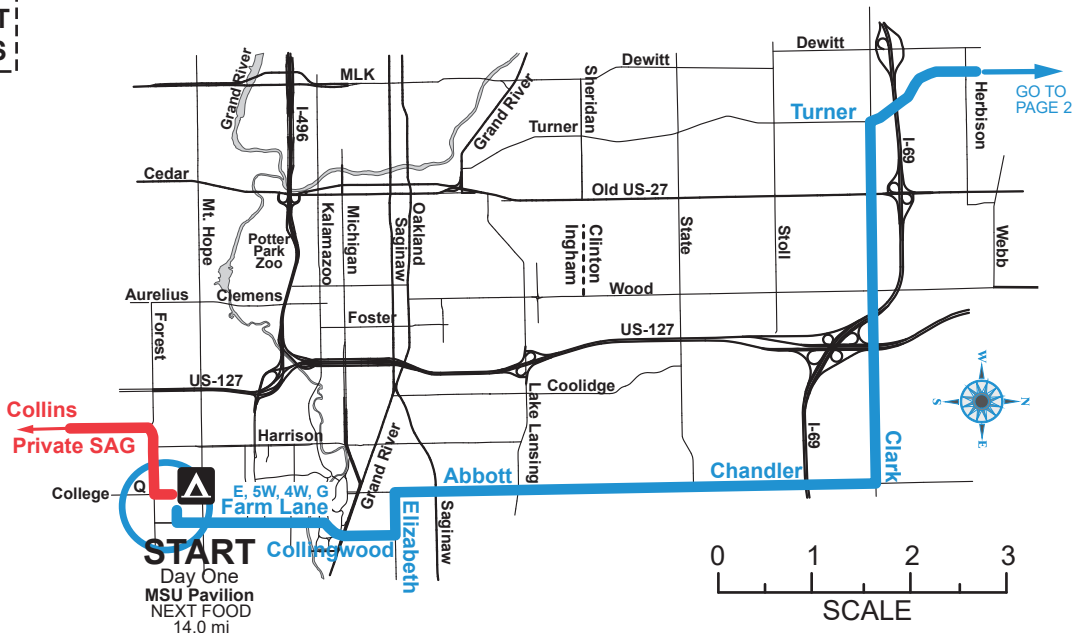 T
S
Grand River
MLK
I-496
Grand River
Sheridan
Dewitt
Dewitt
Turner
Turner
Herbison
GO TO
PAGE 2
I-69
Cedar
Old US-27
Mt. Hope
Potter
Park
Zoo
Kalamazoo
Michigan
Saginaw
Oakland
Clinton
Ingham
State
Stoll
Webb
Aurelius
Clemens
Wood
Forest
Foster
US-127
US-127
Coolidge
Lake Lansing
W
S
N
E
Collins
Private SAG
Harrison
I-69
Clark
College
Q
E, 5W, 4W, G
Farm Lane
Grand River
Abbott
Chandler
Elizabeth
Saginaw
Collingwood
START
Day One
MSU Pavilion
NEXT FOOD
14.0 mi
0 1 2 3
SCALE